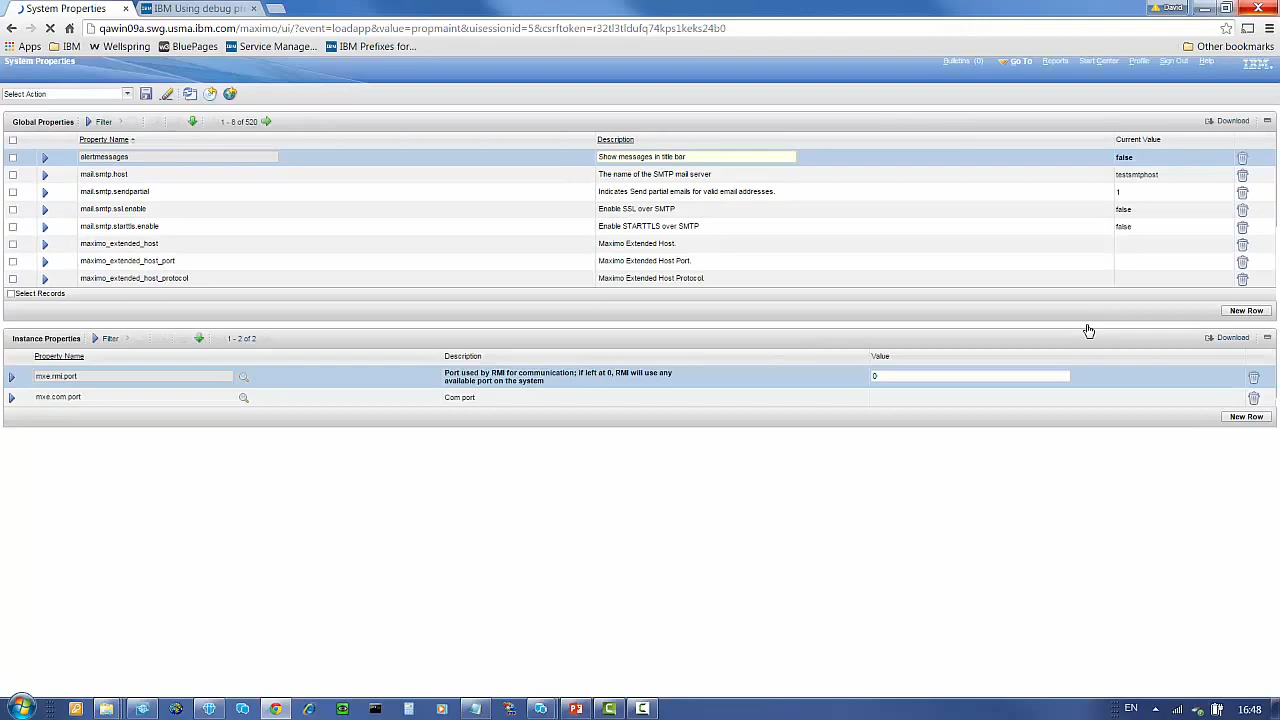 System Properties
IBM Using debug pr
David
qawin09a.swg.usma.ibm.com/maximo/ui/?event=loadapp&value=propmaint&uisessionid=5&csrftoken=r32tl3tldufq74kps1keks24b0
Apps IBM Wellspring BluePages Service Manage... IBM Prefixes for... Other bookmarks
System Properties Bulletins (0) Go To Reports Start Center Profile Sign Out Help IBM.
Select Action
Global Properties Filter 1 - 8 of 520 Download
Property Name Description Current Value
alertmessages Show messages in title bar false
mail.smtp.host The name of the SMTP mail server testsmtphost
mail.smtp.sendpartial Indicates Send partial emails for valid email addresses. 1
mail.smtp.ssl.enable Enable SSL over SMTP false
mail.smtp.starttls.enable Enable STARTTLS over SMTP false
maximo_extended_host Maximo Extended Host.
maximo_extended_host_port Maximo Extended Host Port.
maximo_extended_host_protocol Maximo Extended Host Protocol.
Select Records
New Row
Instance Properties Filter 1 - 2 of 2 Download
Property Name Description Value
mxe.rmi.port Port used by RMI for communication; if left at 0, RMI will use any 0
available port on the system
mxe.com.port Com port
New Row
EN 16:48